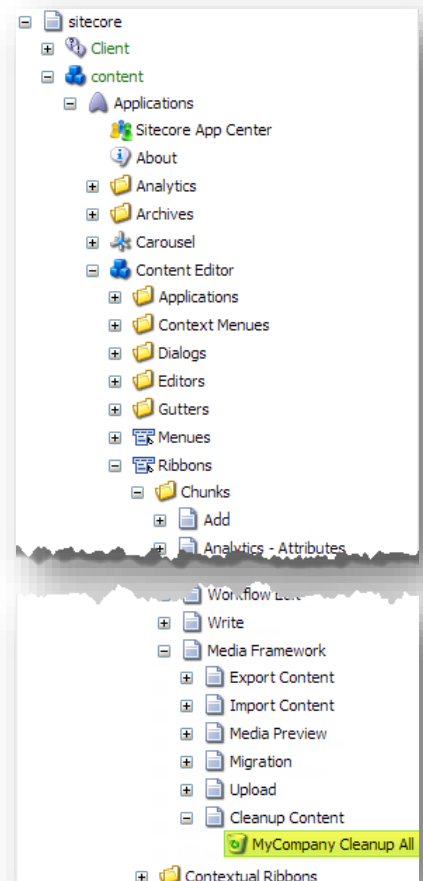 sitecore
Client
content
Applications
Sitecore App Center
About
Analytics
Archives
Carousel
Content Editor
Applications
Context Menues
Dialogs
Editors
Gutters
Menues
Ribbons
Chunks
Add
Analytics - Attributes
Workflow Edit
Write
Media Framework
Export Content
Import Content
Media Preview
Migration
Upload
Cleanup Content
MyCompany Cleanup All
Contextual Ribbons